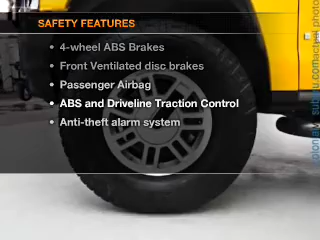 SAFETY FEATURES
• 4-wheel ABS Brakes
• Front Ventilated disc brakes
• Passenger Airbag
• ABS and Driveline Traction Control
• Anti-theft alarm system